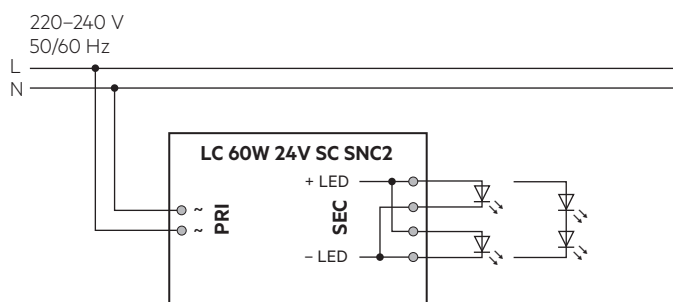 220–240 V
50/60 Hz
L
N
LC 60W 24V SC SNC2
+ LED
~
PRI
~
SEC
– LED